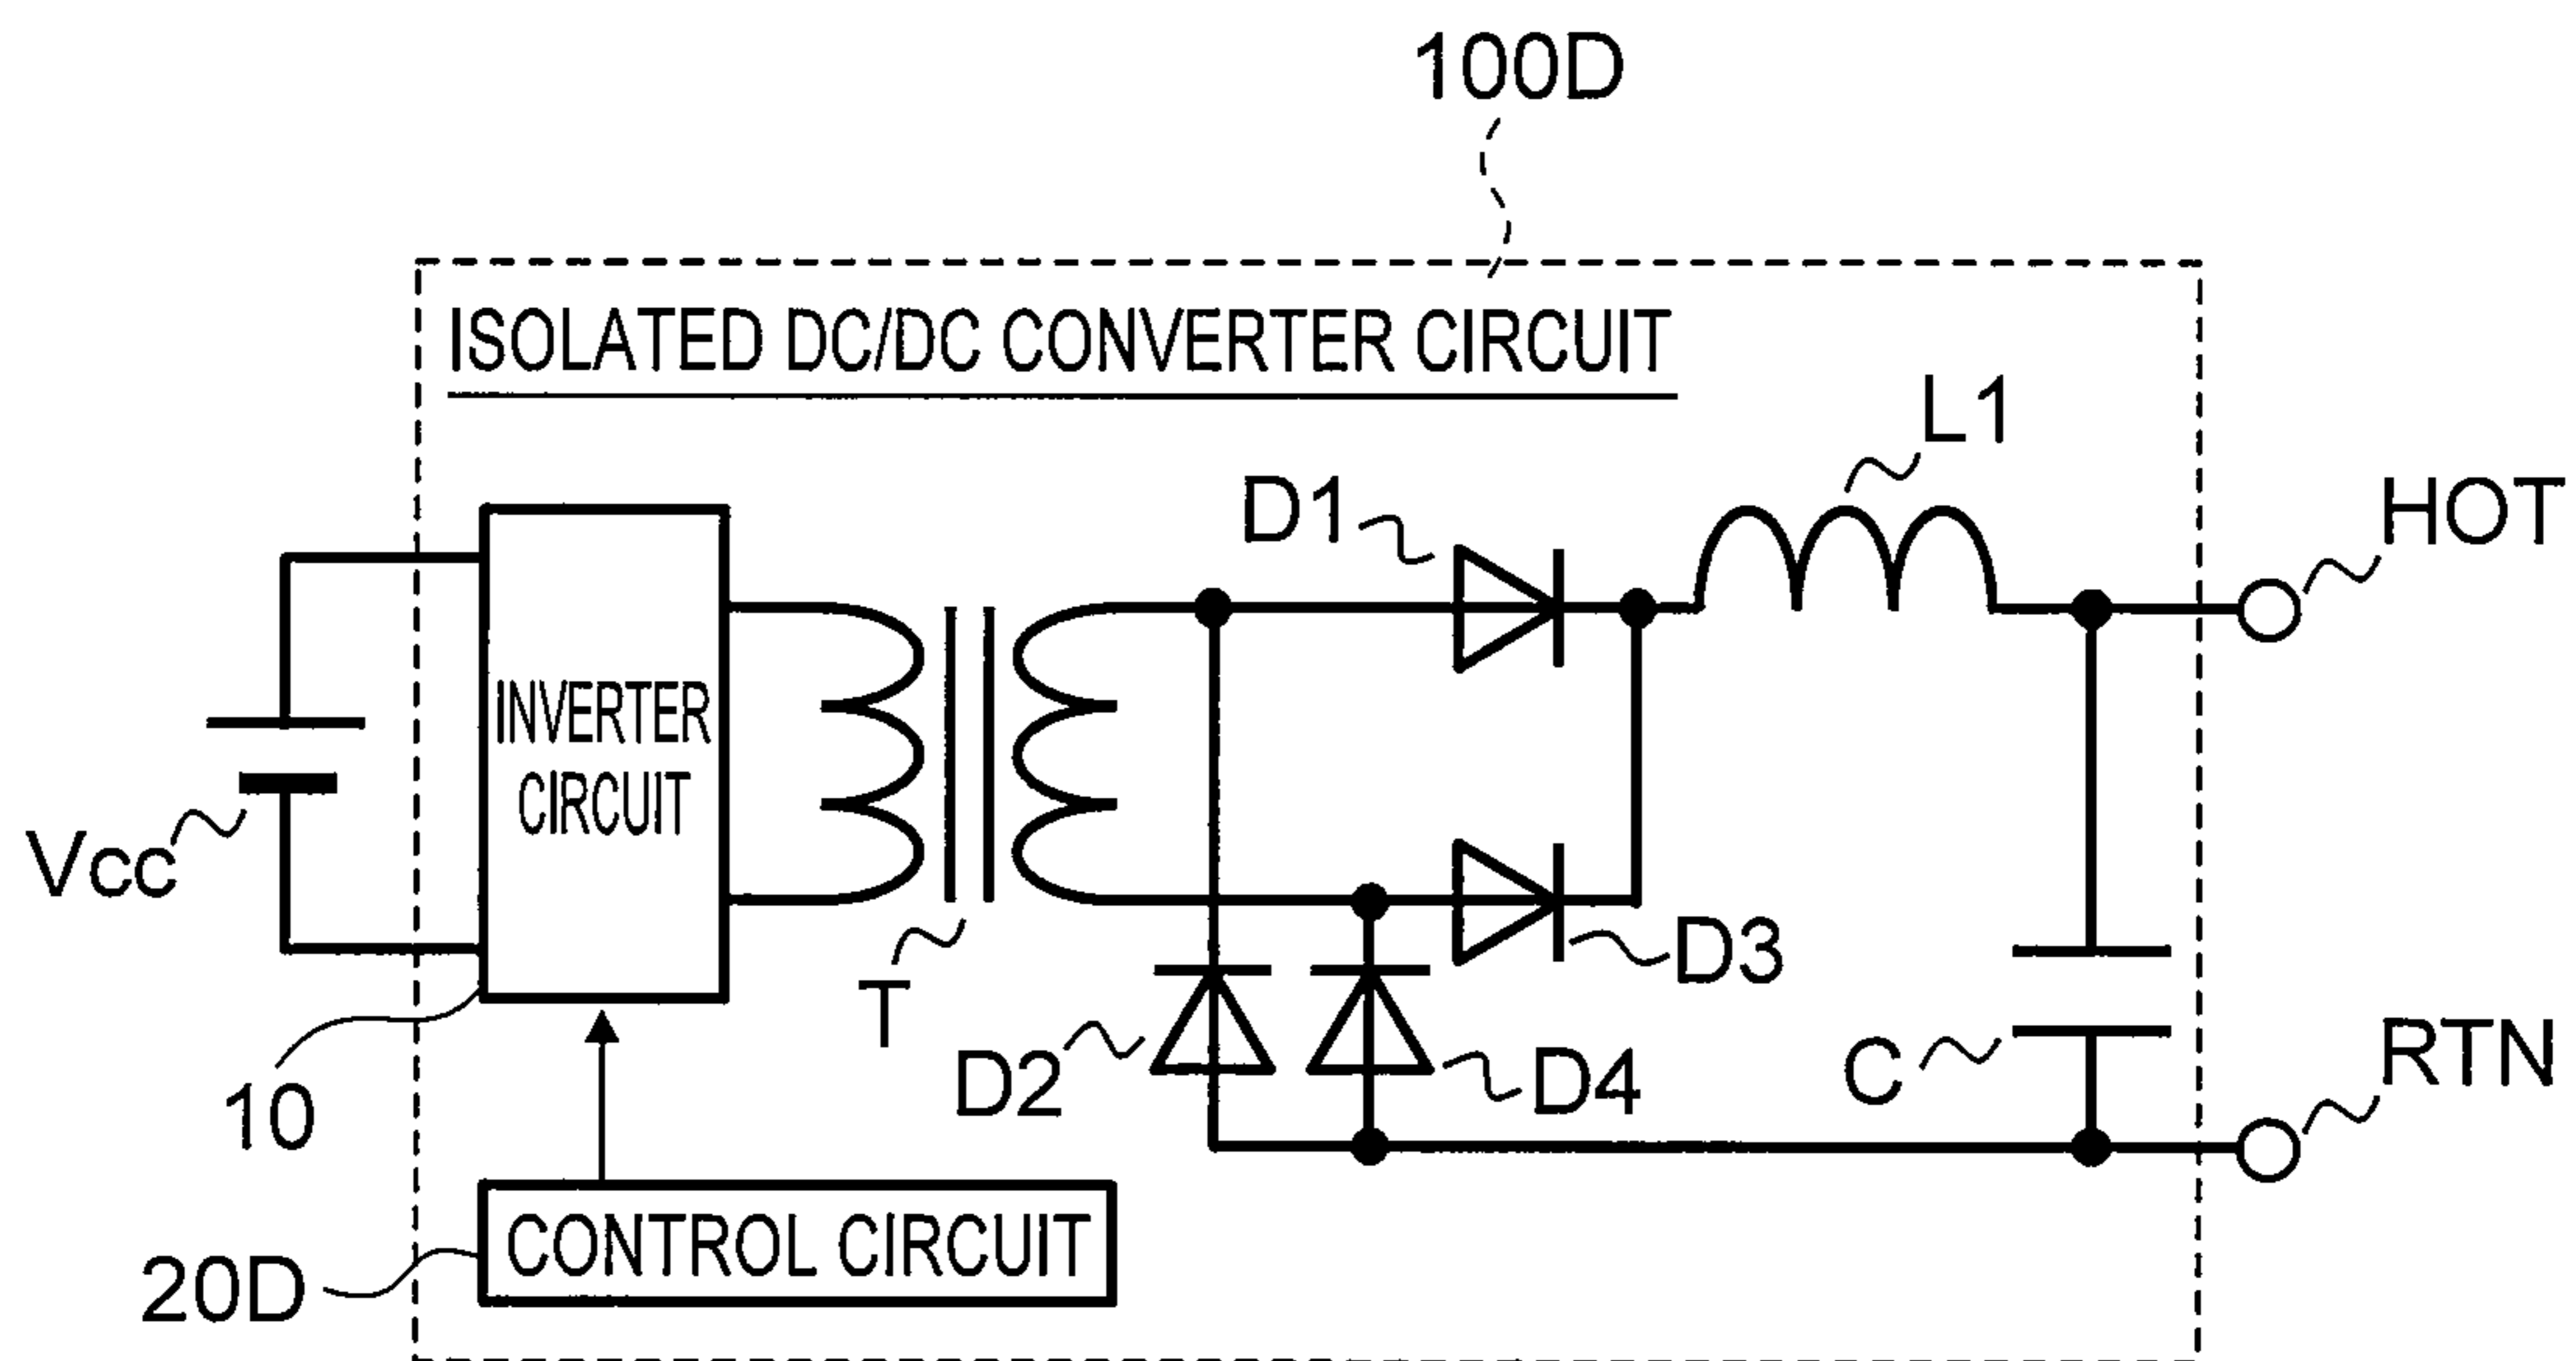 100D
ISOLATED DC/DC CONVERTER CIRCUIT
L1
D1
HOT
INVERTER
CIRCUIT
Vcc
D3
T
D2
D4
C
RTN
10
CONTROL CIRCUIT
20D